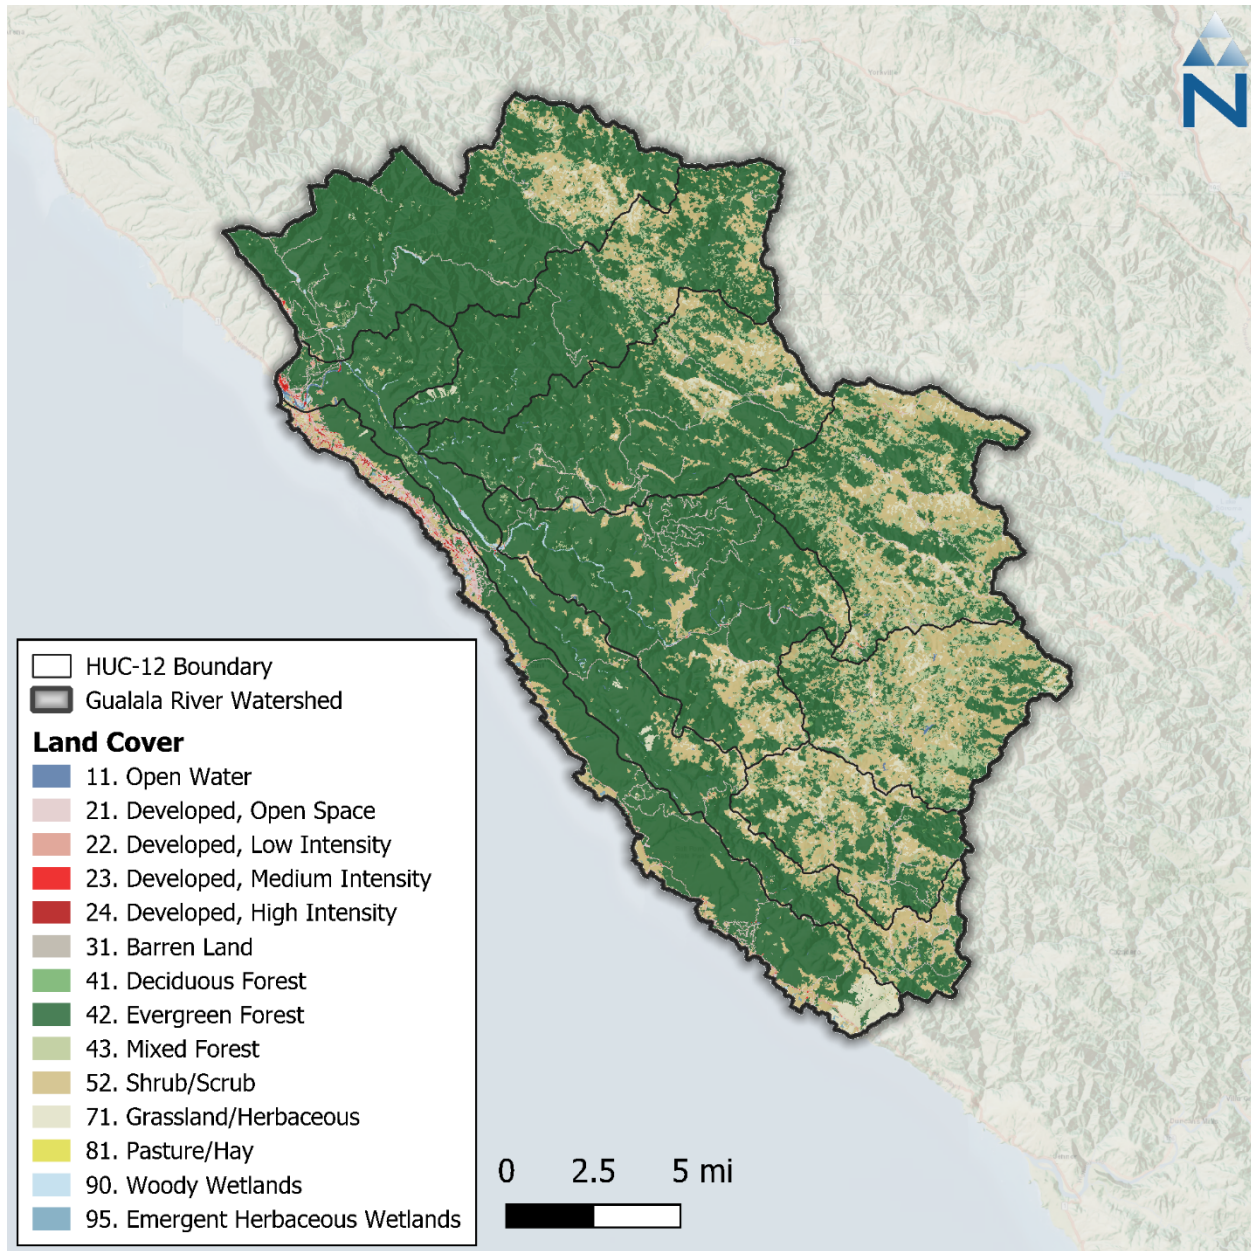 N
HUC-12 Boundary
Gualala River Watershed
Land Cover
11. Open Water
21. Developed, Open Space
22. Developed, Low Intensity
23. Developed, Medium Intensity
24. Developed, High Intensity
31. Barren Land
41. Deciduous Forest
42. Evergreen Forest
43. Mixed Forest
52. Shrub/Scrub
71. Grassland/Herbaceous
81. Pasture/Hay
90. Woody Wetlands
95. Emergent Herbaceous Wetlands
0 2.5 5 mi